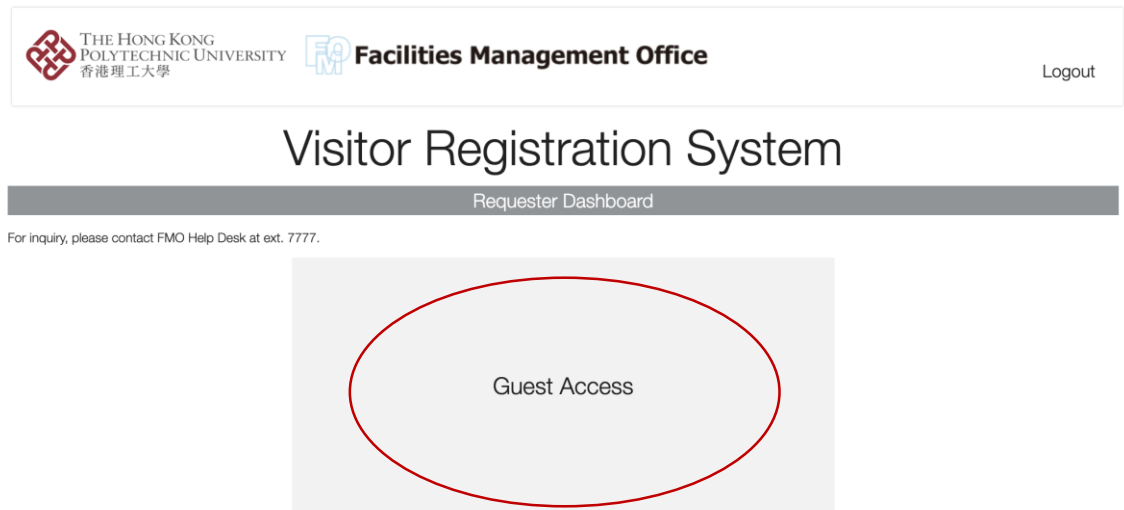 THE HONG KONG
POLYTECHNIC UNIVERSITY
香港理工大學
FMO
Facilities Management Office
Logout
Visitor Registration System
Requester Dashboard
For inquiry, please contact FMO Help Desk at ext. 7777.
Guest Access